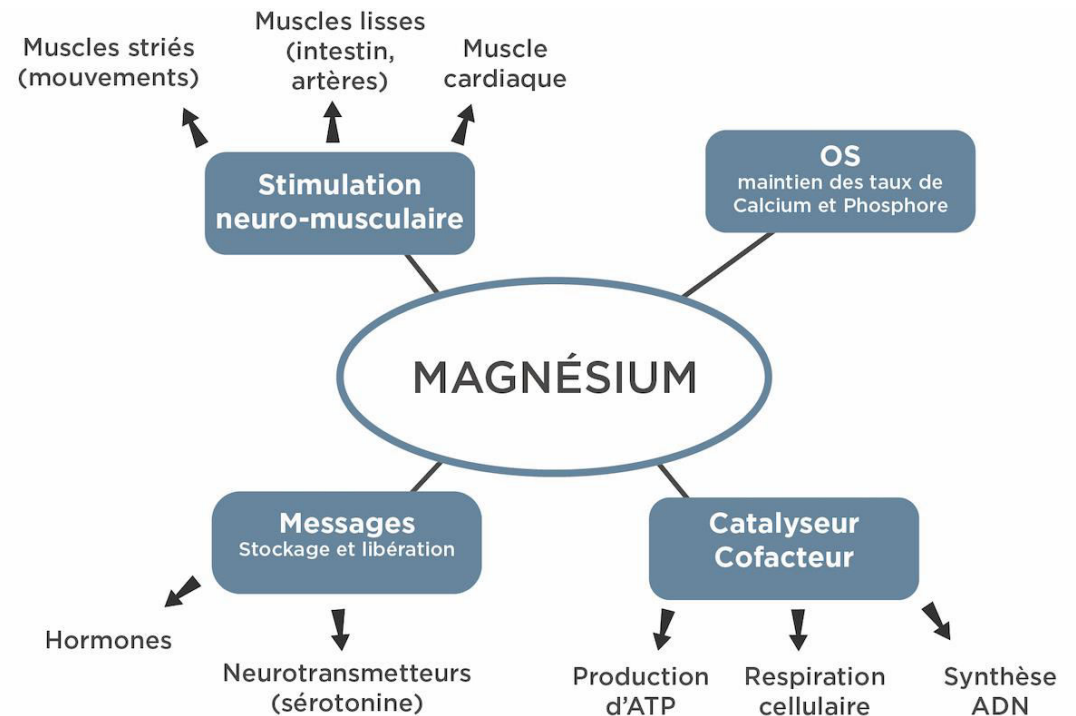 Muscles striés
(mouvements)
Muscles lisses
(intestin,
artères)
Muscle
cardiaque
Stimulation
neuro-musculaire
OS
maintien des taux de
Calcium et Phosphore
MAGNÉSIUM
Messages
Stockage et libération
Catalyseur
Cofacteur
Hormones
Neurotransmetteurs
(sérotonine)
Production
d'ATP
Respiration
cellulaire
Synthèse
ADN